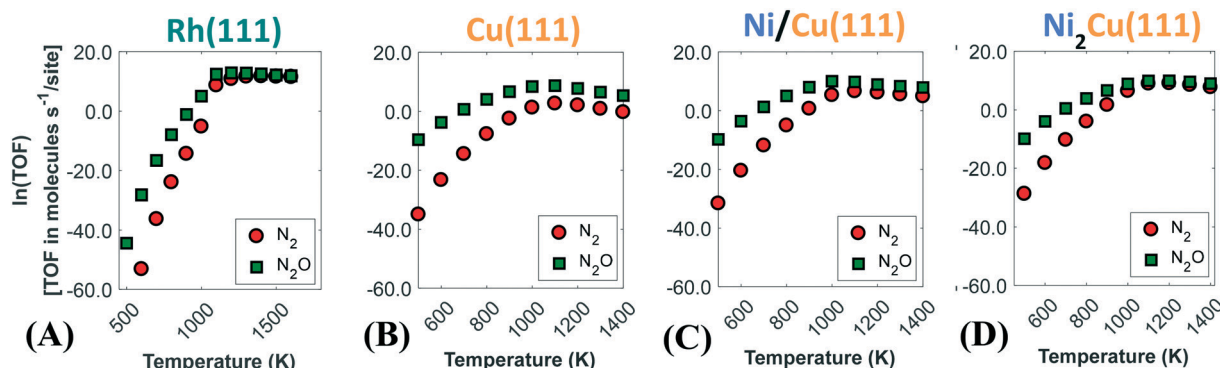 Rh(111)
Cu(111)
Ni/Cu(111)
Ni2Cu(111)
ln(TOF)
[TOF in molecules s-1/site]
20.0
0.0
-20.0
-40.0
-60.0
N2
N2O
500
1000
1500
(A)
Temperature (K)
20.0
0.0
-20.0
-40.0
-60.0
N2
N2O
600
800
1000
1200
1400
(B)
Temperature (K)
20.0
0.0
-20.0
-40.0
-60.0
N2
N2O
600
800
1000
1200
1400
(C)
Temperature (K)
20.0
0.0
-20.0
-40.0
-60.0
N2
N2O
600
800
1000
1200
1400
(D)
Temperature (K)